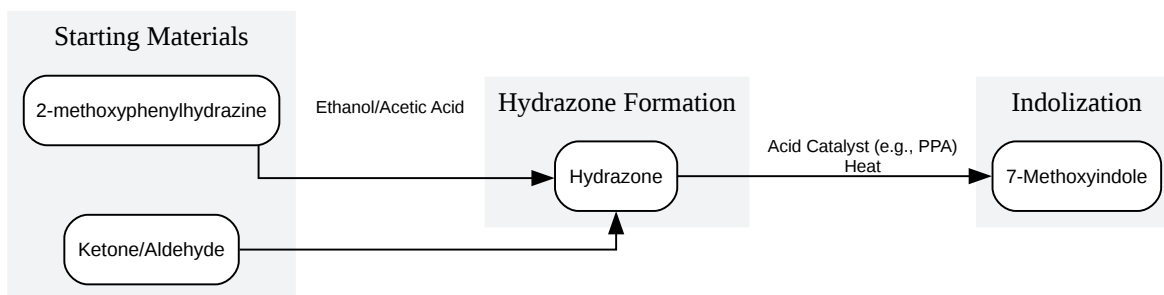 Starting Materials
2-methoxyphenylhydrazine
Ketone/Aldehyde
Ethanol/Acetic Acid
Hydrazone Formation
Hydrazone
Acid Catalyst (e.g., PPA)
Heat
Indolization
7-Methoxyindole